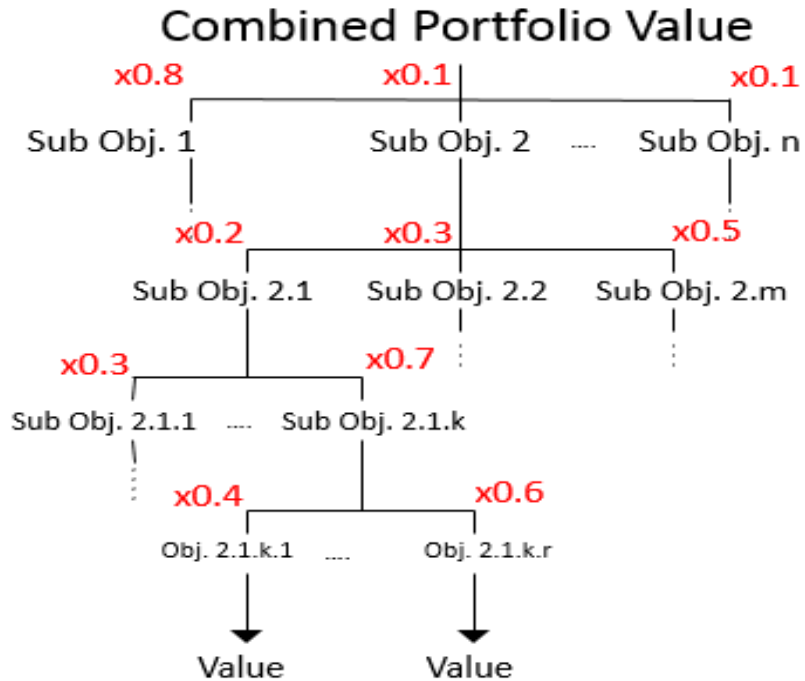 Combined Portfolio Value
x0.8 x0.1 x0.1
Sub Obj. 1 Sub Obj. 2 .... Sub Obj. n
x0.2 x0.3 x0.5
Sub Obj. 2.1 Sub Obj. 2.2 Sub Obj. 2.m
x0.3 x0.7
Sub Obj. 2.1.1 .... Sub Obj. 2.1.k
x0.4 x0.6
Obj. 2.1.k.1 .... Obj. 2.1.k.r
Value Value